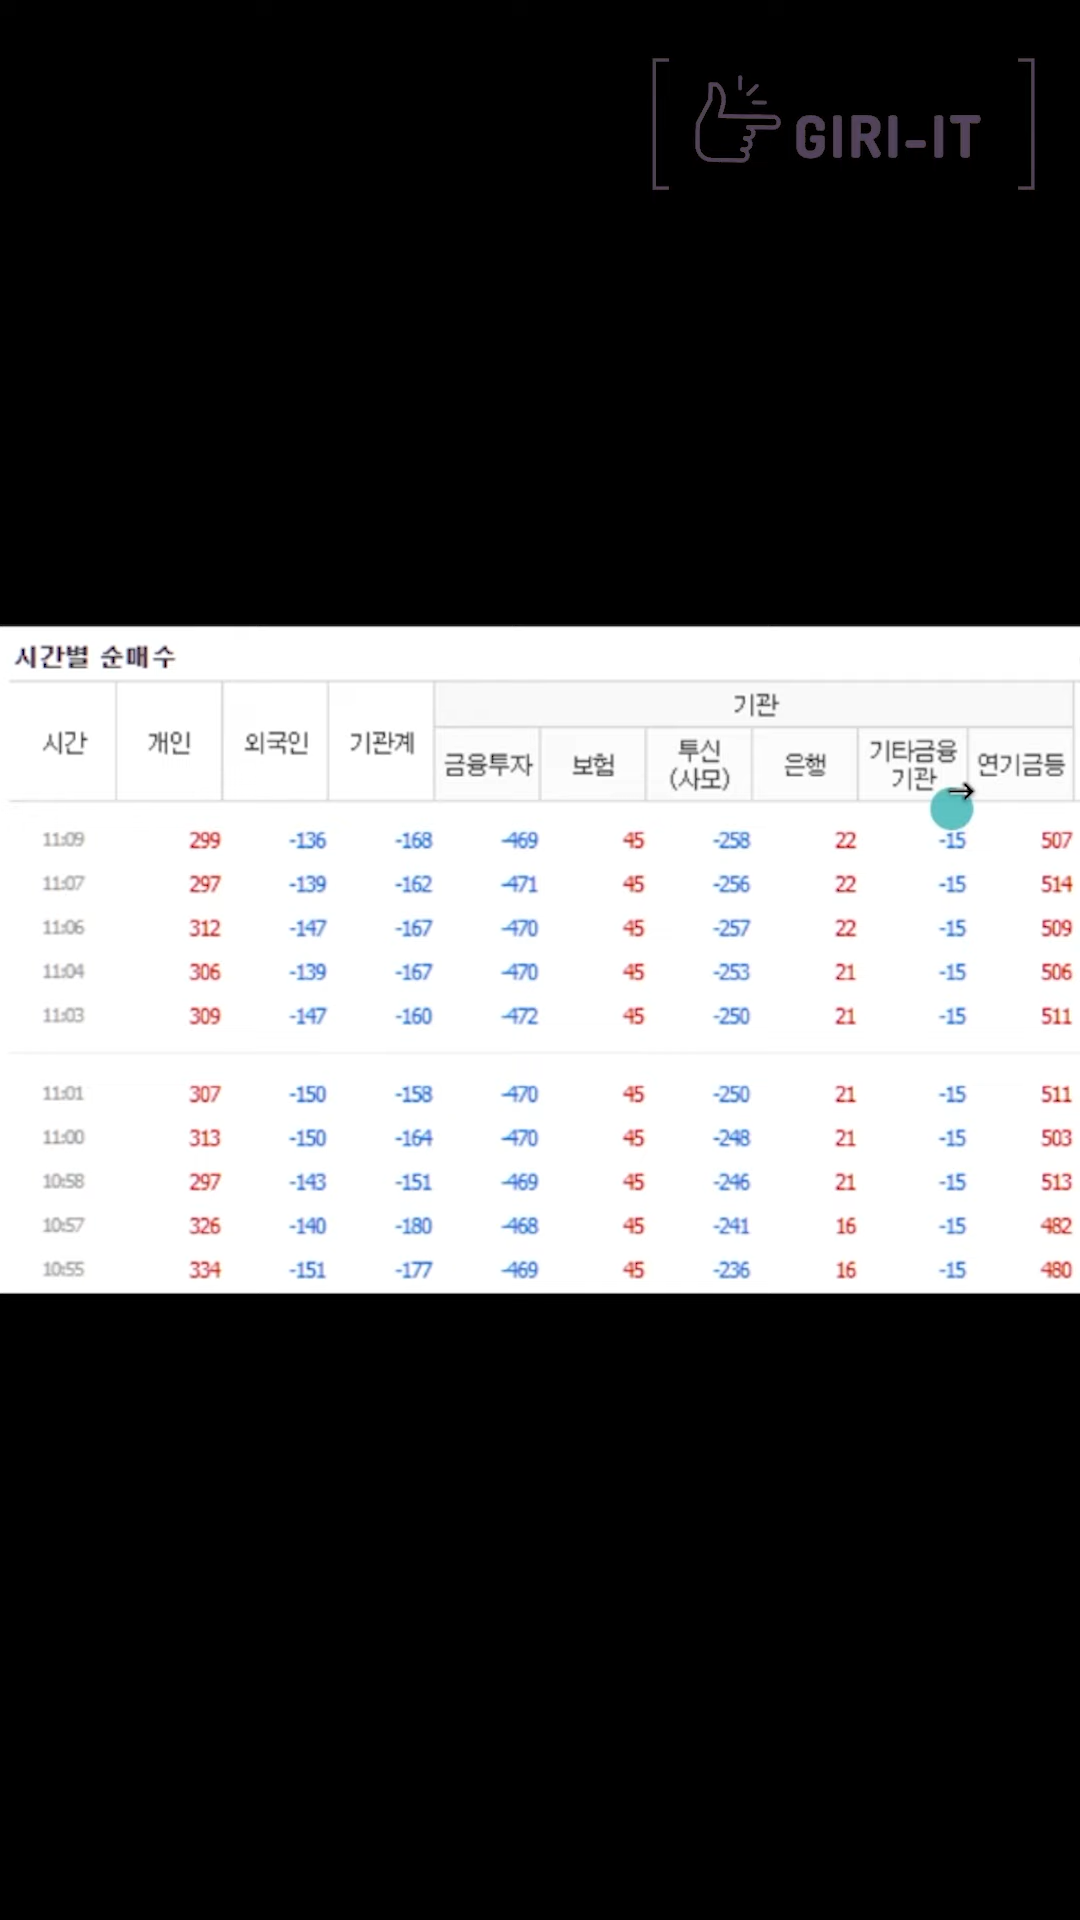 GIRI-IT
시간별 순매수
시간 개인 외국인 기관계 기관
금융투자 보험 투신(사모) 은행 기타금융기관 연기금등
11:09 299 -136 -168 -469 45 -258 22 -15 507
11:07 297 -139 -162 -471 45 -256 22 -15 514
11:06 312 -147 -167 -470 45 -257 22 -15 509
11:04 306 -139 -167 -470 45 -253 21 -15 506
11:03 309 -147 -160 -472 45 -250 21 -15 511
11:01 307 -150 -158 -470 45 -250 21 -15 511
11:00 313 -150 -164 -470 45 -248 21 -15 503
10:58 297 -143 -151 -469 45 -246 21 -15 513
10:57 326 -140 -180 -468 45 -241 16 -15 482
10:55 334 -151 -177 -469 45 -236 16 -15 480